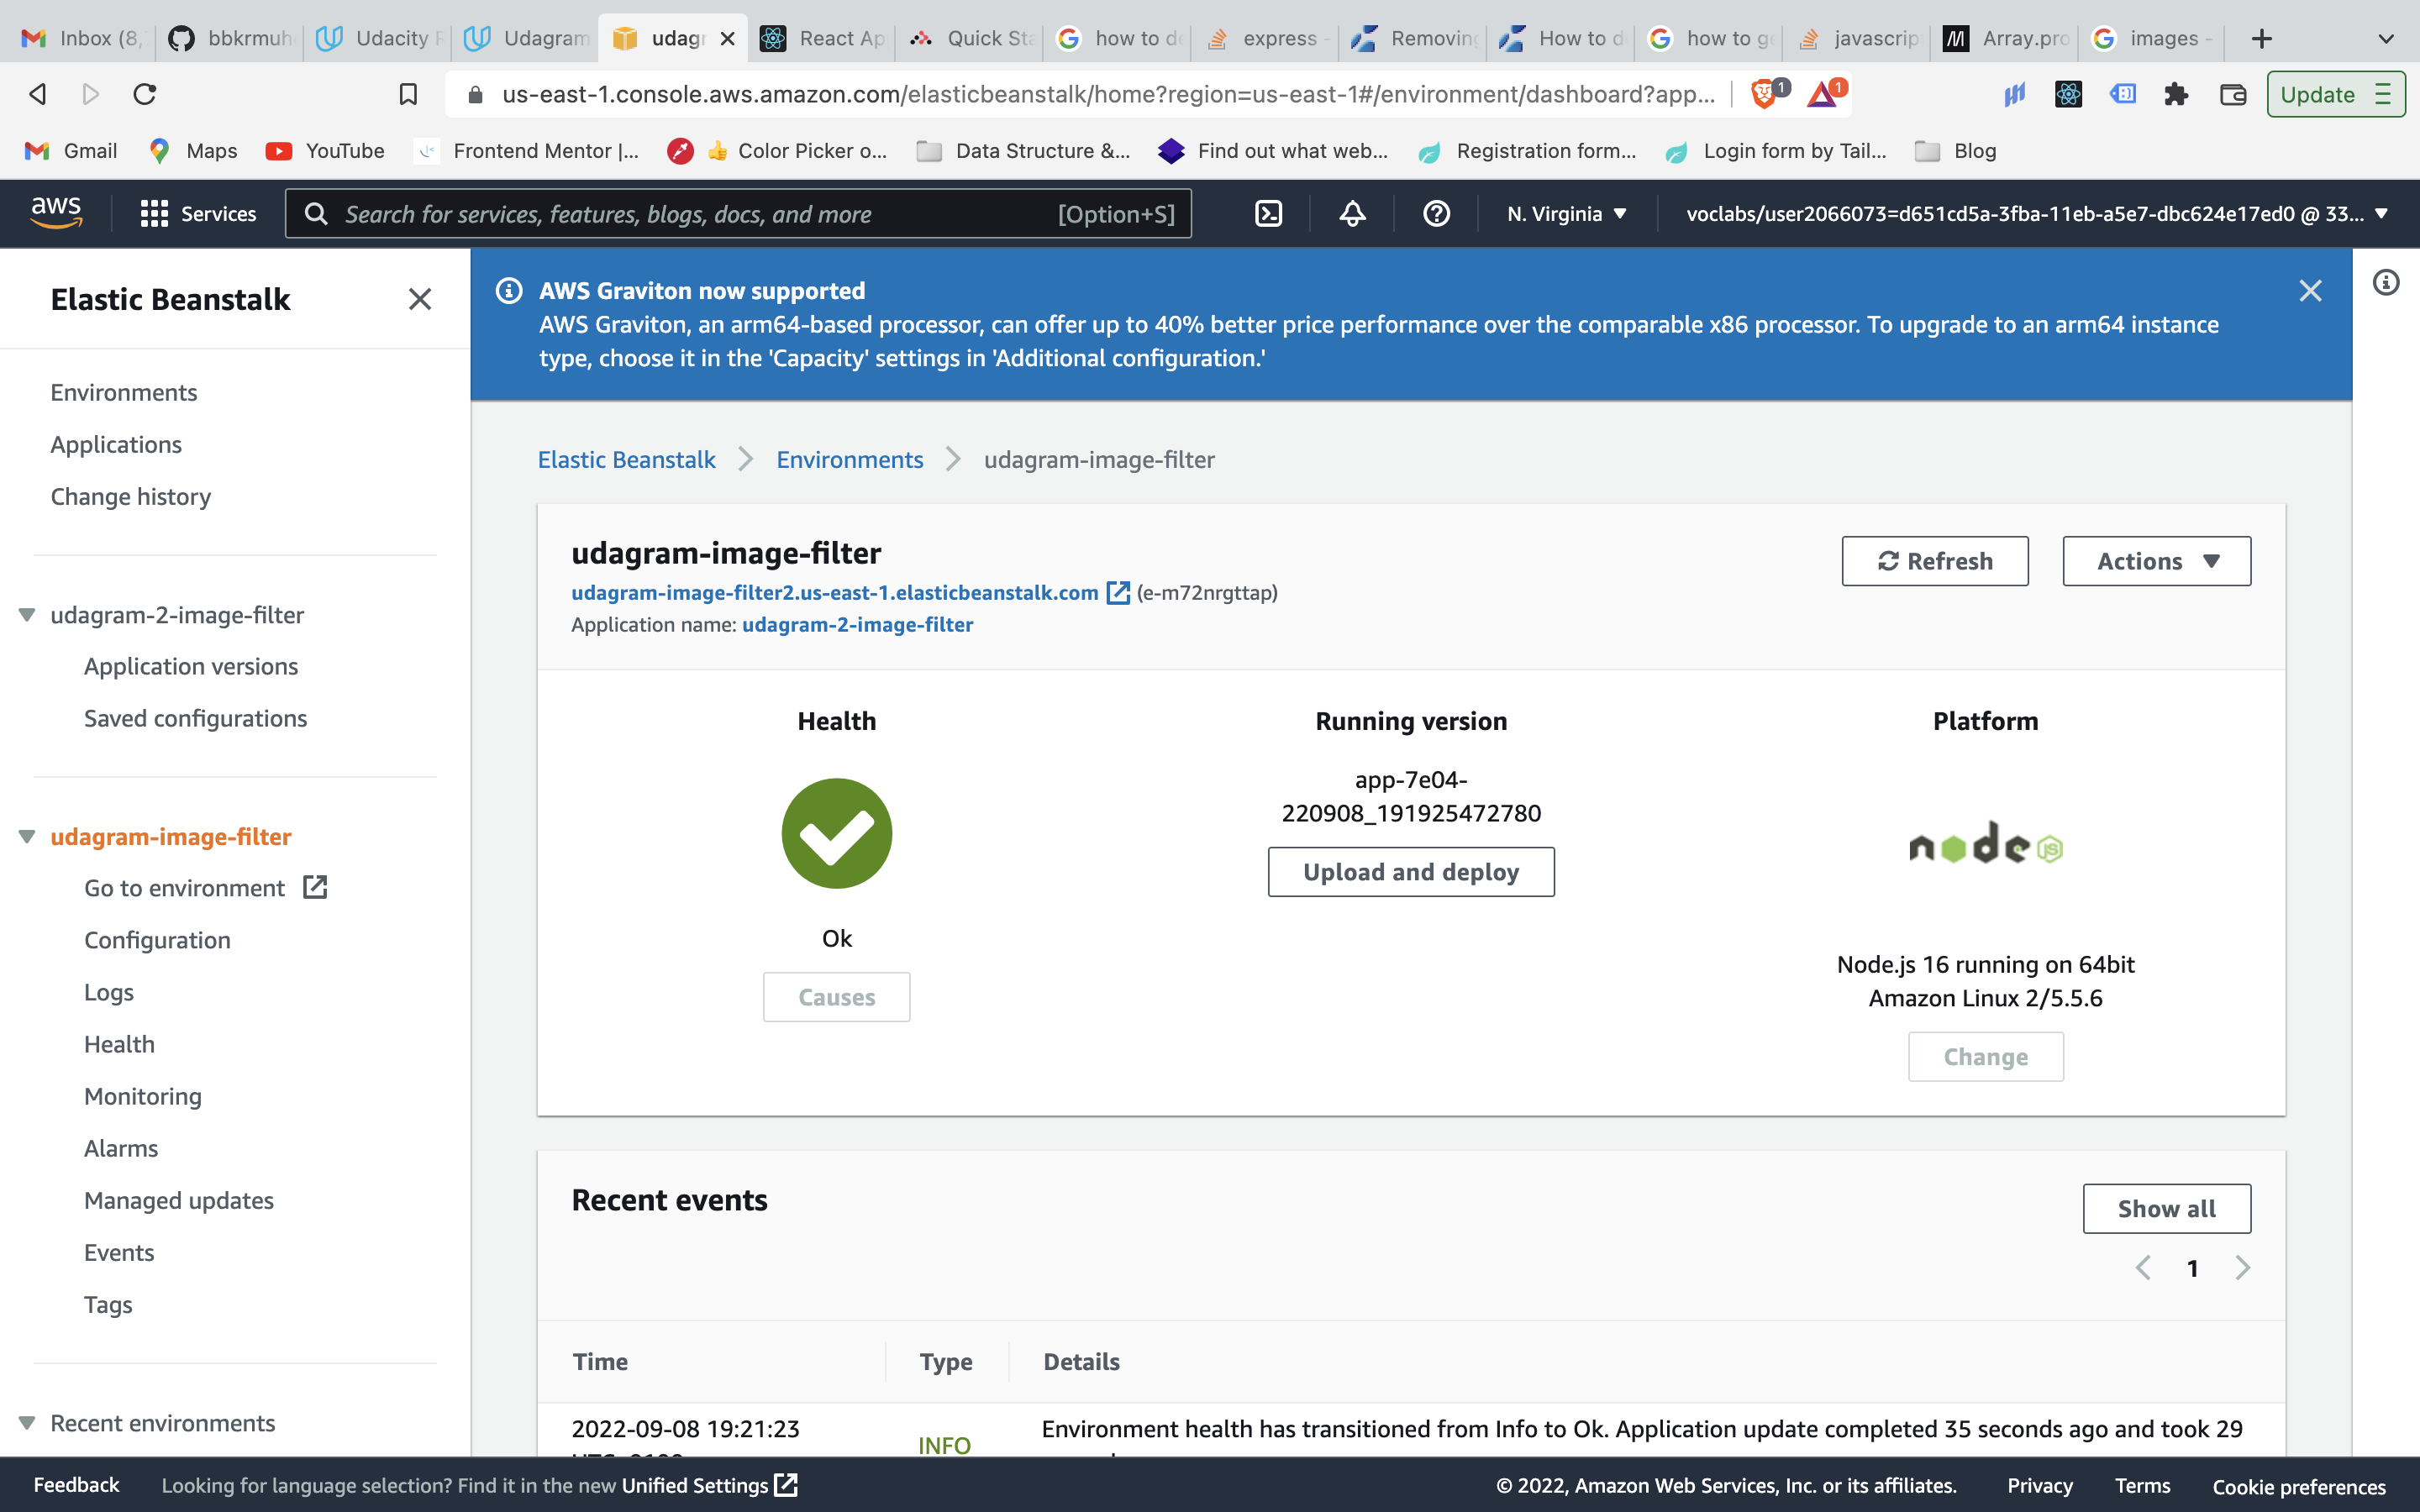 Inbox (8,
bbkrmuh
Udacity
Udagram
udagr
React Ap
Quick Sta
how to de
express -
Removing
How to d
how to ge
javascrip
Array.pro
images -
us-east-1.console.aws.amazon.com/elasticbeanstalk/home?region=us-east-1#/environment/dashboard?app...
1
1
Update
Gmail
Maps
YouTube
Frontend Mentor |...
Color Picker o...
Data Structure &...
Find out what web...
Registration form...
Login form by Tail...
Blog
aws
Services
Search for services, features, blogs, docs, and more
[Option+S]
N. Virginia
voclabs/user2066073=d651cd5a-3fba-11eb-a5e7-dbc624e17ed0 @ 33...
Elastic Beanstalk
Environments
Applications
Change history
udagram-2-image-filter
Application versions
Saved configurations
udagram-image-filter
Go to environment
Configuration
Logs
Health
Monitoring
Alarms
Managed updates
Events
Tags
Recent environments
AWS Graviton now supported
AWS Graviton, an arm64-based processor, can offer up to 40% better price performance over the comparable x86 processor. To upgrade to an arm64 instance
type, choose it in the 'Capacity' settings in 'Additional configuration.'
Elastic Beanstalk
Environments
udagram-image-filter
udagram-image-filter
udagram-image-filter2.us-east-1.elasticbeanstalk.com (e-m72nrgttap)
Application name: udagram-2-image-filter
Refresh
Actions
Health
Ok
Causes
Running version
app-7e04-
220908_191925472780
Upload and deploy
Platform
node JS
Node.js 16 running on 64bit
Amazon Linux 2/5.5.6
Change
Recent events
Show all
1
Time
Type
Details
2022-09-08 19:21:23
INFO
Environment health has transitioned from Info to Ok. Application update completed 35 seconds ago and took 29
Feedback
Looking for language selection? Find it in the new Unified Settings
© 2022, Amazon Web Services, Inc. or its affiliates.
Privacy
Terms
Cookie preferences